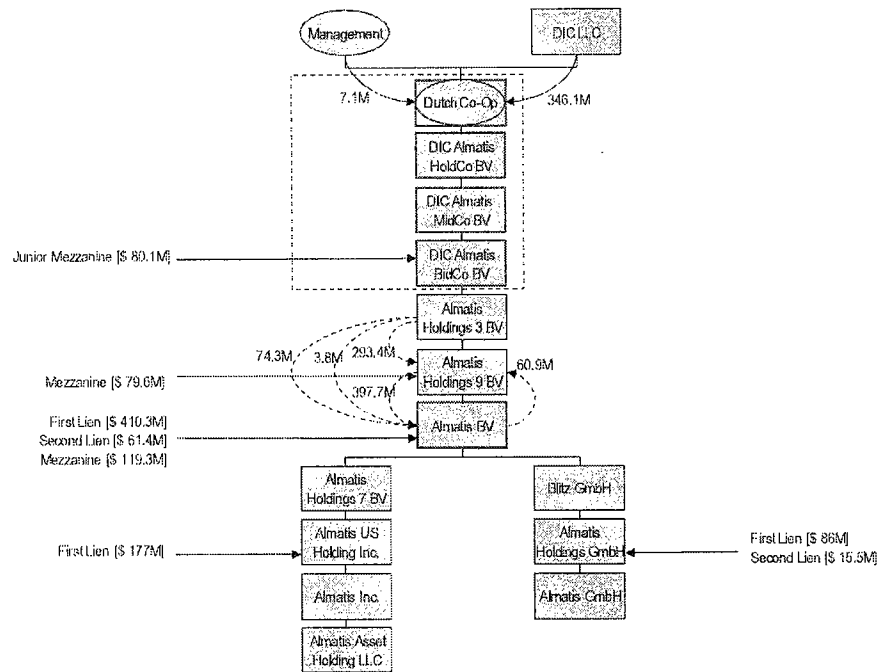 Management
DIC LLC
7.1M
346.1M
Dutch Co-Op
DIC Almatis
HoldCo BV
DIC Almatis
MidCo BV
Junior Mezzanine [$ 80.1M]
DIC Almatis
BidCo BV
Almatis
Holdings 3 BV
74.3M
3.8M
293.4M
Almatis
Holdings 9 BV
60.9M
Mezzanine [$ 79.6M]
397.7M
First Lien [$ 410.3M]
Second Lien [$ 61.4M]
Mezzanine [$ 119.3M]
Almatis BV
Almatis
Holdings 7 BV
Blitz GmbH
First Lien [$ 177M]
Almatis US
Holding Inc.
Almatis
Holdings GmbH
First Lien [$ 86M]
Second Lien [$ 15.5M]
Almatis Inc.
Almatis GmbH
Almatis Asset
Holding LLC